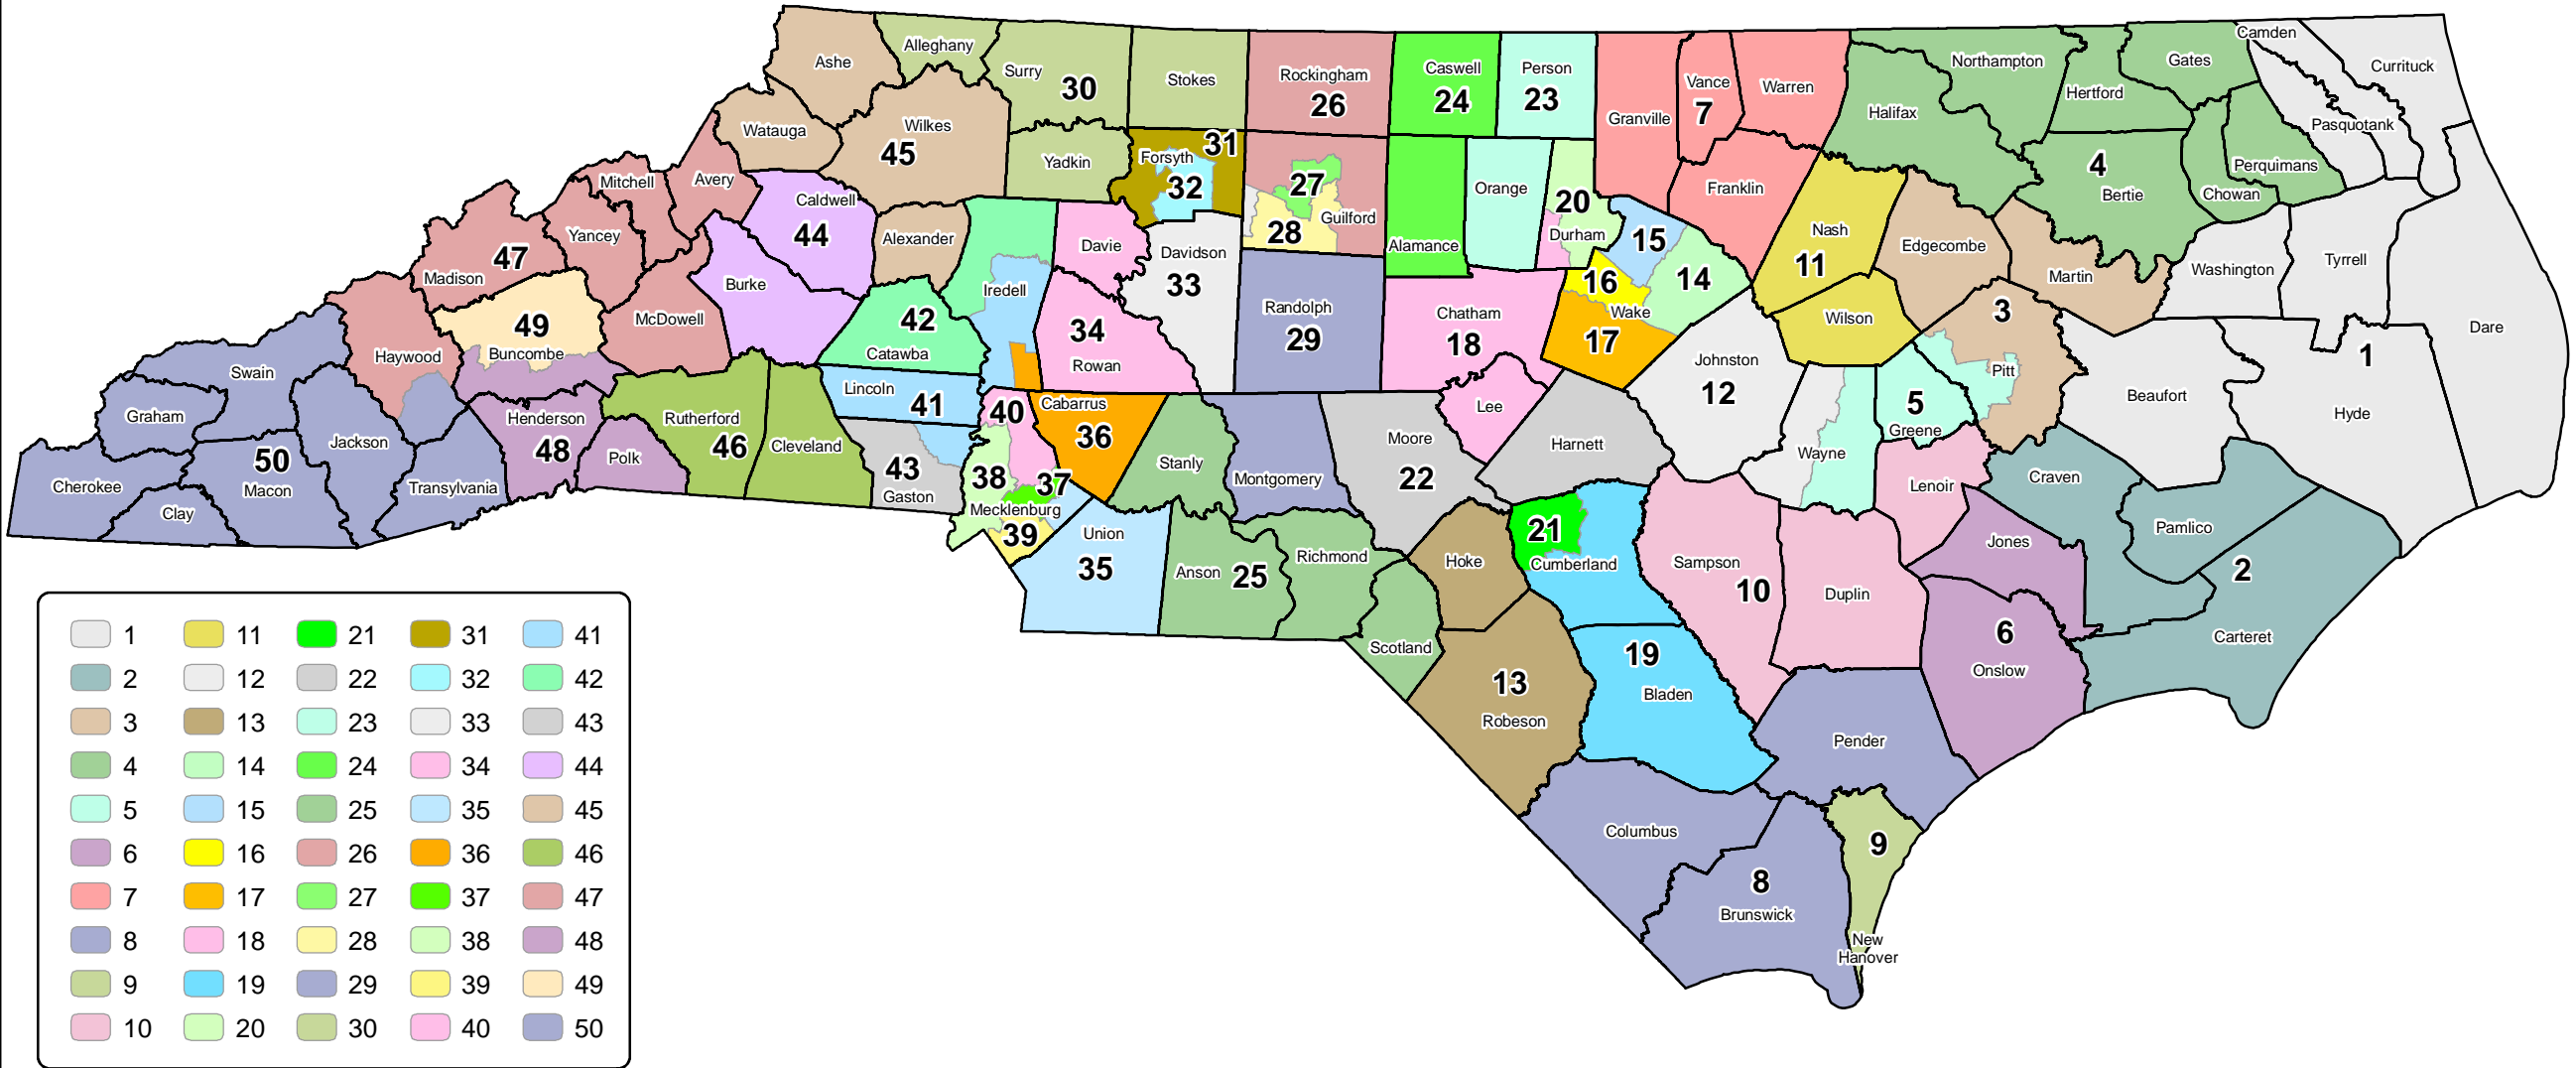 Ashe
Alleghany
Surry
30
Stokes
Rockingham
26
Caswell
24
Person
23
Granville
Vance
7
Warren
Halifax
Northampton
Hertford
Gates
Camden
Currituck
Pasquotank
Perquimans
Chowan
4
Bertie
Watauga
Wilkes
45
Yadkin
Forsyth
31
32
27
28
Guilford
Alamance
Orange
20
Durham
15
14
16
Wake
17
Franklin
Nash
11
Wilson
Edgecombe
Martin
Washington
Tyrrell
Dare
Mitchell
Avery
Caldwell
44
Alexander
Iredell
Davie
Davidson
33
Randolph
29
Chatham
18
Lee
Johnston
12
3
Pitt
5
Greene
Wayne
Beaufort
1
Hyde
Madison
47
Yancey
49
Buncombe
McDowell
Burke
42
Catawba
34
Rowan
Haywood
Swain
Graham
Jackson
50
Macon
Cherokee
Clay
Transylvania
Henderson
48
Polk
Rutherford
46
Cleveland
Lincoln
41
43
Gaston
40
38
37
Mecklenburg
39
Cabarrus
36
Stanly
Montgomery
Moore
22
Harnett
Lenoir
Craven
Pamlico
2
Carteret
Jones
6
Onslow
Union
35
Anson
25
Richmond
Scotland
Hoke
21
Cumberland
Sampson
10
Duplin
13
Robeson
19
Bladen
Pender
Columbus
8
Brunswick
9
New
Hanover
1 11 21 31 41
2 12 22 32 42
3 13 23 33 43
4 14 24 34 44
5 15 25 35 45
6 16 26 36 46
7 17 27 37 47
8 18 28 38 48
9 19 29 39 49
10 20 30 40 50